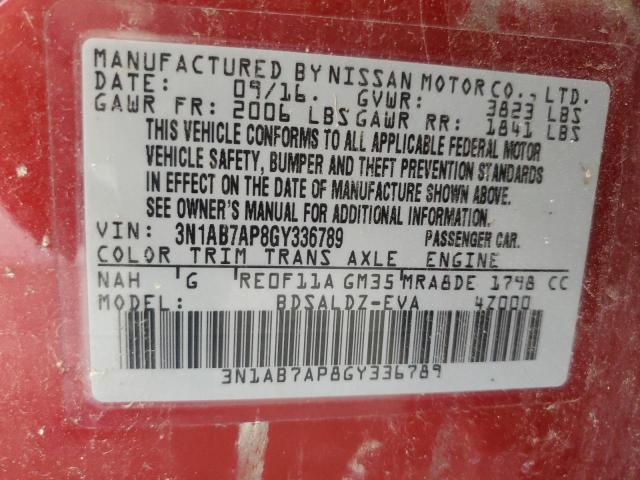 MANUFACTURED BY NISSAN MOTOR CO., LTD.
DATE: 09/16. GVWR: 3823 LBS
GAWR FR: 2006 LBS GAWR RR: 1841 LBS
THIS VEHICLE CONFORMS TO ALL APPLICABLE FEDERAL MOTOR
VEHICLE SAFETY, BUMPER AND THEFT PREVENTION STANDARDS
IN EFFECT ON THE DATE OF MANUFACTURE SHOWN ABOVE.
SEE OWNER'S MANUAL FOR ADDITIONAL INFORMATION.
VIN: 3N1AB7AP8GY336789 PASSENGER CAR.
COLOR TRIM TRANS AXLE ENGINE
NAH G RE0F11A GM35 MRA8DE 1798 CC
MODEL: BDSALDZ-EVA 4Z000
3N1AB7AP8GY336789